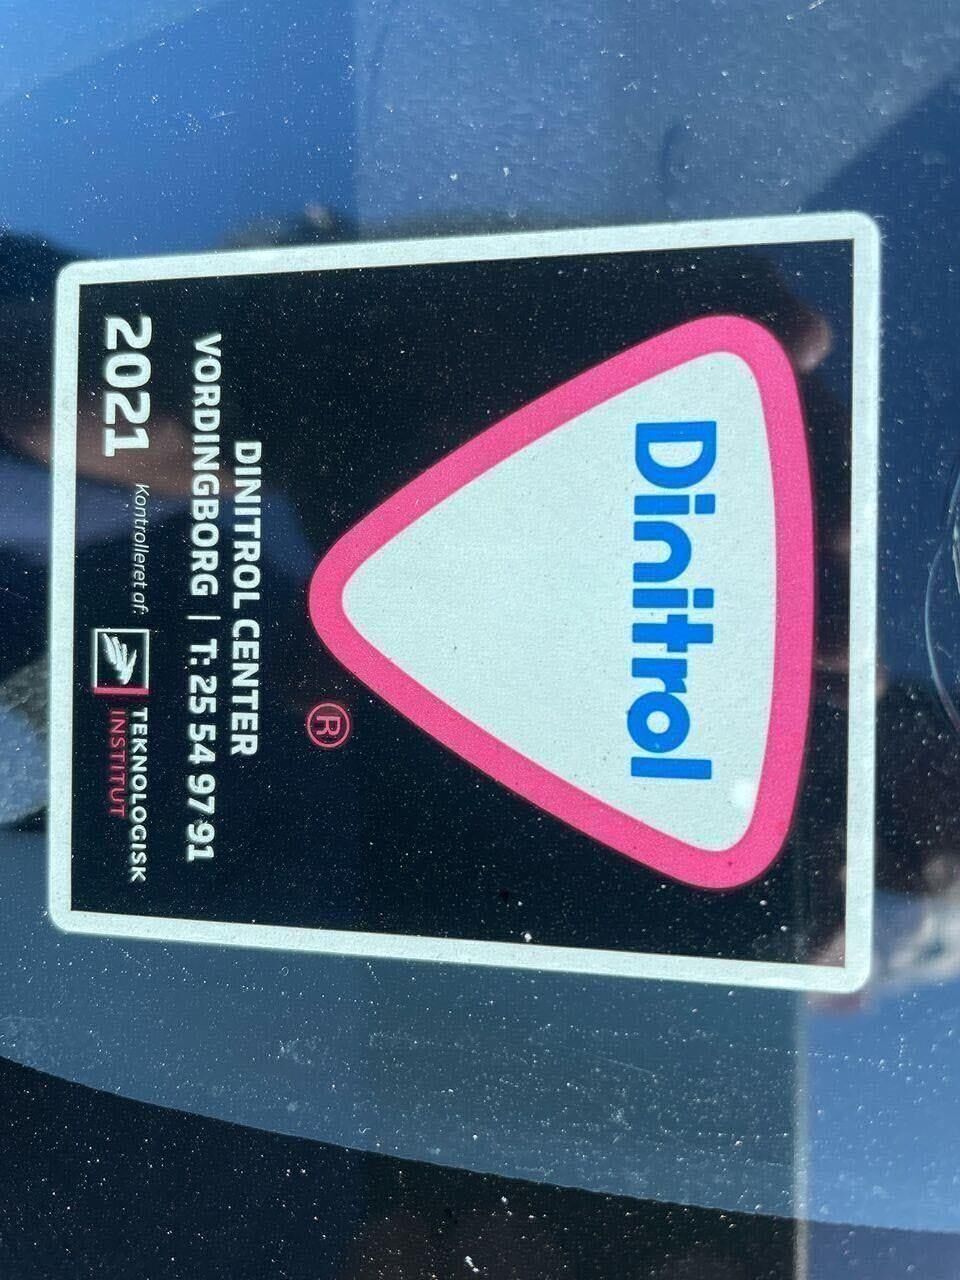 Dinitrol
®
DINITROL CENTER
VORDINGBORG | T: 25 54 97 91
2021 Kontrolleret af: TEKNOLOGISK
INSTITUT